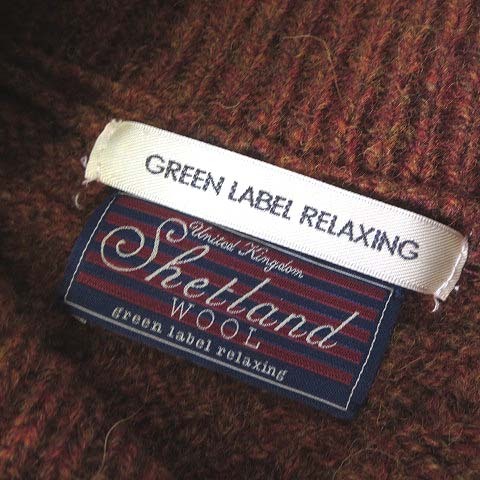 GREEN LABEL RELAXING
United Kingdom
Shetland
WOOL
green label relaxing